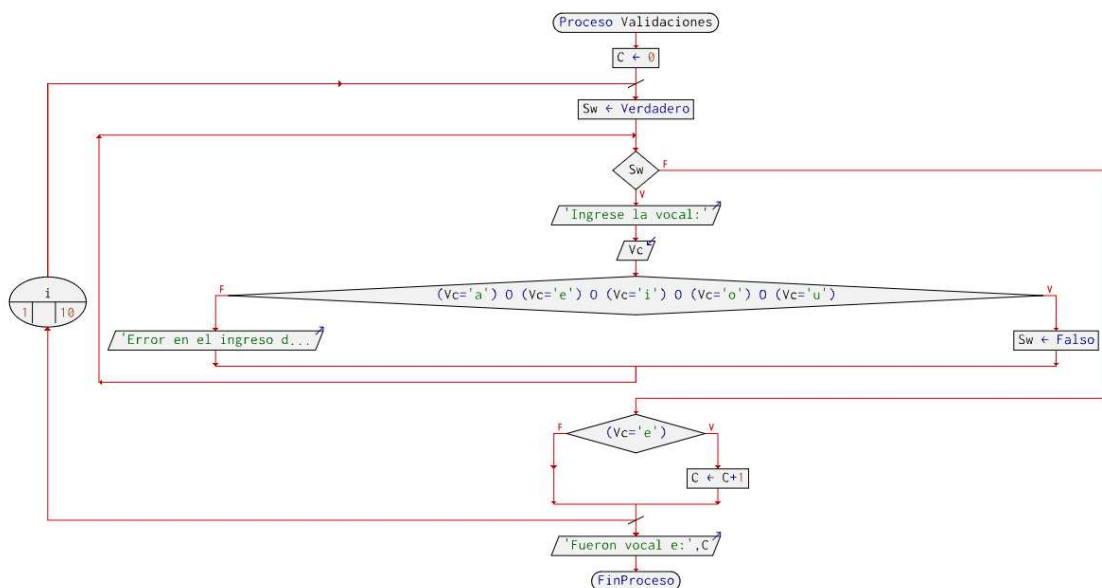 Proceso Validaciones
C ← 0
Sw ← Verdadero
Sw
F
V
'Ingrese la vocal:'
Vc
i
1 10
F
(Vc='a') O (Vc='e') O (Vc='i') O (Vc='o') O (Vc='u')
V
'Error en el ingreso d...
Sw ← Falso
F
(Vc='e')
V
C ← C+1
'Fueron vocal e:',C
FinProceso